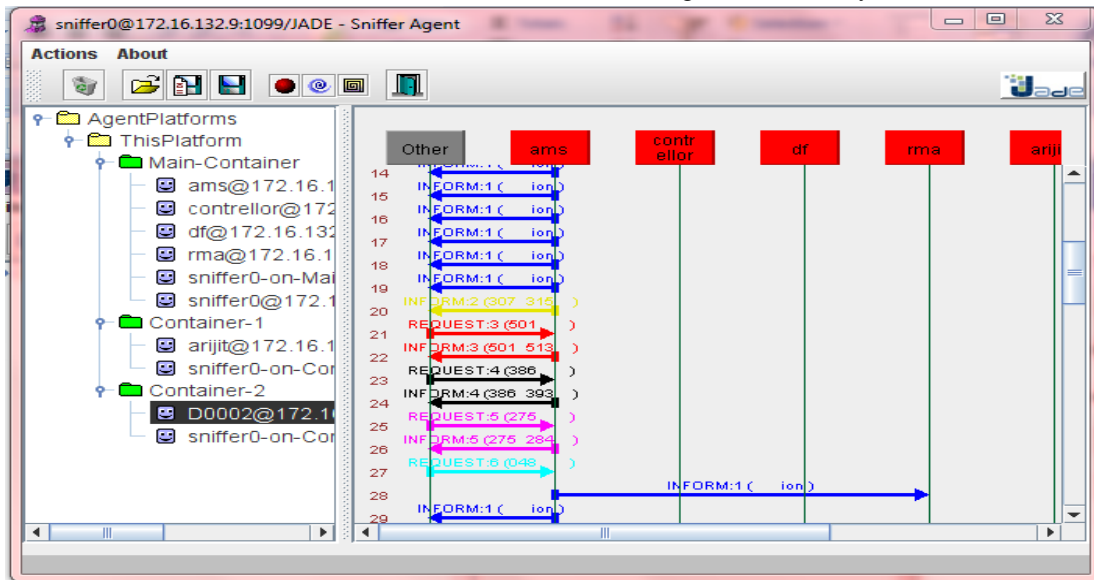 sniffer0@172.16.132.9:1099/JADE - Sniffer Agent
Actions About
Jade
AgentPlatforms
ThisPlatform
Main-Container
ams@172.16.1
contrellor@172
df@172.16.132
rma@172.16.1
sniffer0-on-Mai
sniffer0@172.1
Container-1
arijit@172.16.1
sniffer0-on-Cor
Container-2
D0002@172.16
sniffer0-on-Cor
Other ams contr ellor df rma ariji
14
INFORM:1 ( ion )
15
INFORM:1 ( ion )
16
INFORM:1 ( ion )
17
INFORM:1 ( ion )
18
INFORM:1 ( ion )
19
INFORM:2 (307 315 )
20
REQUEST:3 (501 )
21
INFORM:3 (501 513 )
22
REQUEST:4 (386 )
23
INFORM:4 (386 393 )
24
REQUEST:5 (275 )
25
INFORM:5 (275 284 )
26
REQUEST:6 (048 )
27
INFORM:1 ( ion )
28
INFORM:1 ( ion )
29